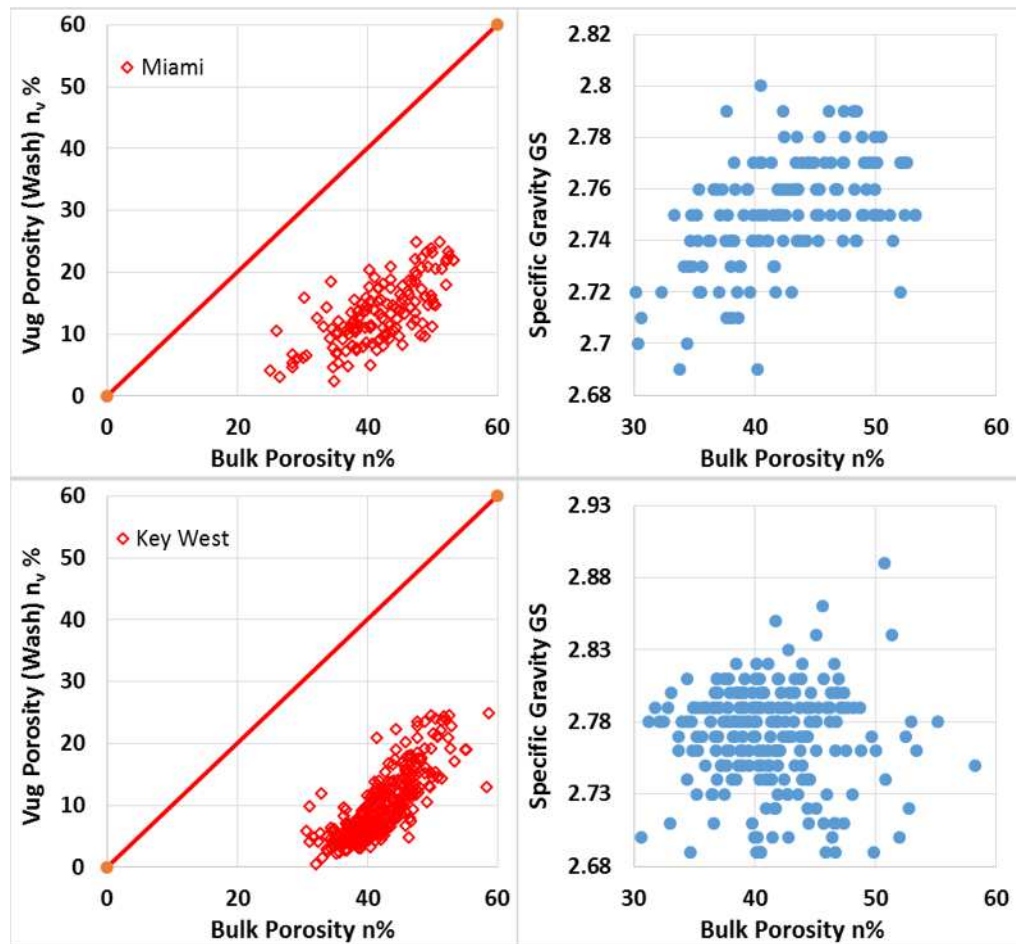 60
50
40
30
20
10
0
Vug Porosity (Wash) nᵥ %
Miami
0 20 40 60
Bulk Porosity n%
2.82
2.8
2.78
2.76
2.74
2.72
2.7
2.68
Specific Gravity GS
30 40 50 60
Bulk Porosity n%
60
50
40
30
20
10
0
Vug Porosity (Wash) nᵥ %
Key West
0 20 40 60
Bulk Porosity n%
2.93
2.88
2.83
2.78
2.73
2.68
Specific Gravity GS
30 40 50 60
Bulk Porosity n%